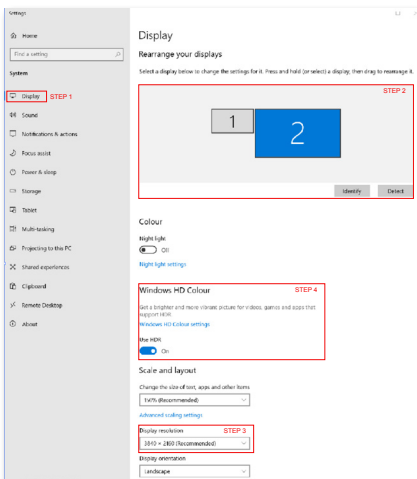 Settings
Home
Find a setting
System
Display STEP 1
Sound
Notifications & actions
Focus assist
Power & sleep
Storage
Tablet
Multi-tasking
Projecting to this PC
Shared experiences
Clipboard
Remote Desktop
About
Display
Rearrange your displays
Select a display below to change the settings for it. Press and hold (or select) a display, then drag to rearrange it.
STEP 2
1
2
Identify Detect
Colour
Night light
Off
Night light settings
Windows HD Colour STEP 4
Get a brighter and more vibrant picture for videos, games and apps that
support HDR.
Windows HD Colour settings
Use HDR
On
Scale and layout
Change the size of text, apps and other items
150% (Recommended)
Advanced scaling settings
Display resolution STEP 3
3840 × 2160 (Recommended)
Display orientation
Landscape